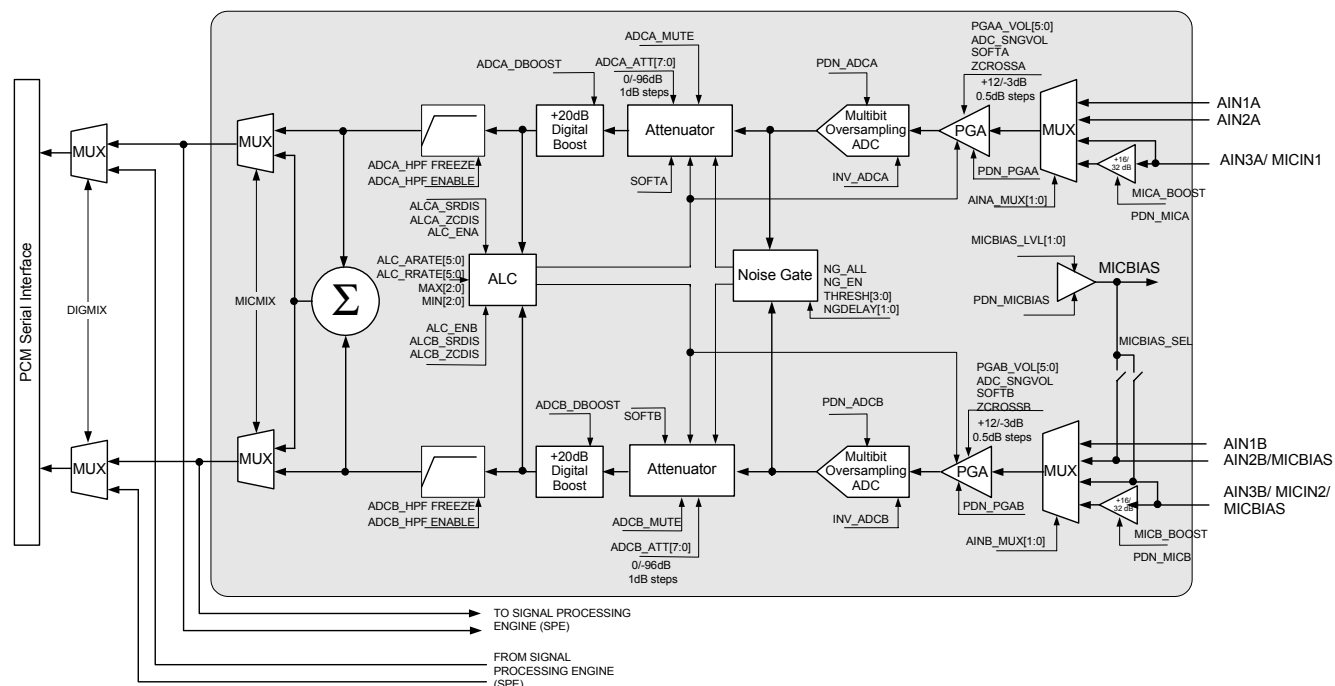 PCM Serial Interface
MUX
MUX
DIGMIX
MUX
MUX
MICMIX
Σ
ADCA_HPF FREEZE
ADCA_HPF ENABLE
ADCA_DBOOST
+20dB
Digital
Boost
ADCA_MUTE
ADCA_ATT[7:0]
0/-96dB
1dB steps
Attenuator
SOFTA
PDN_ADCA
Multibit
Oversampling
ADC
INV_ADCA
PGAA_VOL[5:0]
ADC_SNGVOL
SOFTA
ZCROSSA
+12/-3dB
0.5dB steps
PGA
PDN_PGAA
MUX
AINA_MUX[1:0]
+16/
32 dB
MICA_BOOST
PDN_MICA
AIN1A
AIN2A
AIN3A/ MICIN1
ALCA_SRDIS
ALCA_ZCDIS
ALC_ENA
ALC_ARATE[5:0]
ALC_RRATE[5:0]
MAX[2:0]
MIN[2:0]
ALC
ALC_ENB
ALCB_SRDIS
ALCB_ZCDIS
Noise Gate
NG_ALL
NG_EN
THRESH[3:0]
NGDELAY[1:0]
MICBIAS_LVL[1:0]
MICBIAS
PDN_MICBIAS
MICBIAS_SEL
ADCB_HPF FREEZE
ADCB_HPF ENABLE
ADCB_DBOOST
+20dB
Digital
Boost
SOFTB
Attenuator
ADCB_MUTE
ADCB_ATT[7:0]
0/-96dB
1dB steps
PDN_ADCB
Multibit
Oversampling
ADC
INV_ADCB
PGAB_VOL[5:0]
ADC_SNGVOL
SOFTB
ZCROSSB
+12/-3dB
0.5dB steps
PGA
PDN_PGAB
MUX
AINB_MUX[1:0]
+16/
32 dB
MICB_BOOST
PDN_MICB
AIN1B
AIN2B/MICBIAS
AIN3B/ MICIN2/
MICBIAS
TO SIGNAL PROCESSING
ENGINE (SPE)
FROM SIGNAL
PROCESSING ENGINE
(SPE)